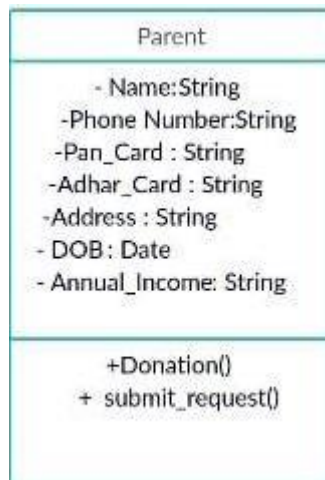 Parent
- Name:String
-Phone Number:String
-Pan_Card : String
-Adhar_Card : String
-Address : String
- DOB : Date
- Annual_Income: String
+Donation()
+ submit_request()